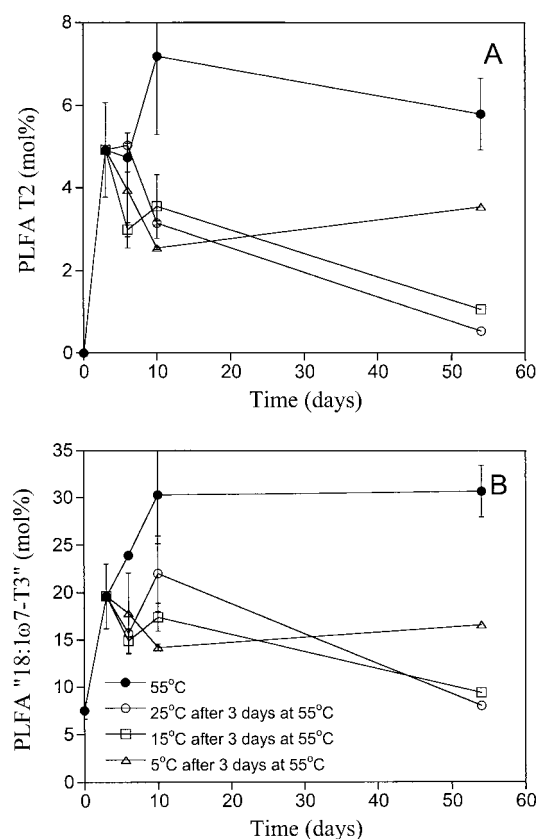 A
PLFA T2 (mol%)
8
6
4
2
0
0 10 20 30 40 50 60
Time (days)
B
PLFA "18:1ω7-T3" (mol%)
35
30
25
20
15
10
5
0
55°C
25°C after 3 days at 55°C
15°C after 3 days at 55°C
5°C after 3 days at 55°C
0 10 20 30 40 50 60
Time (days)